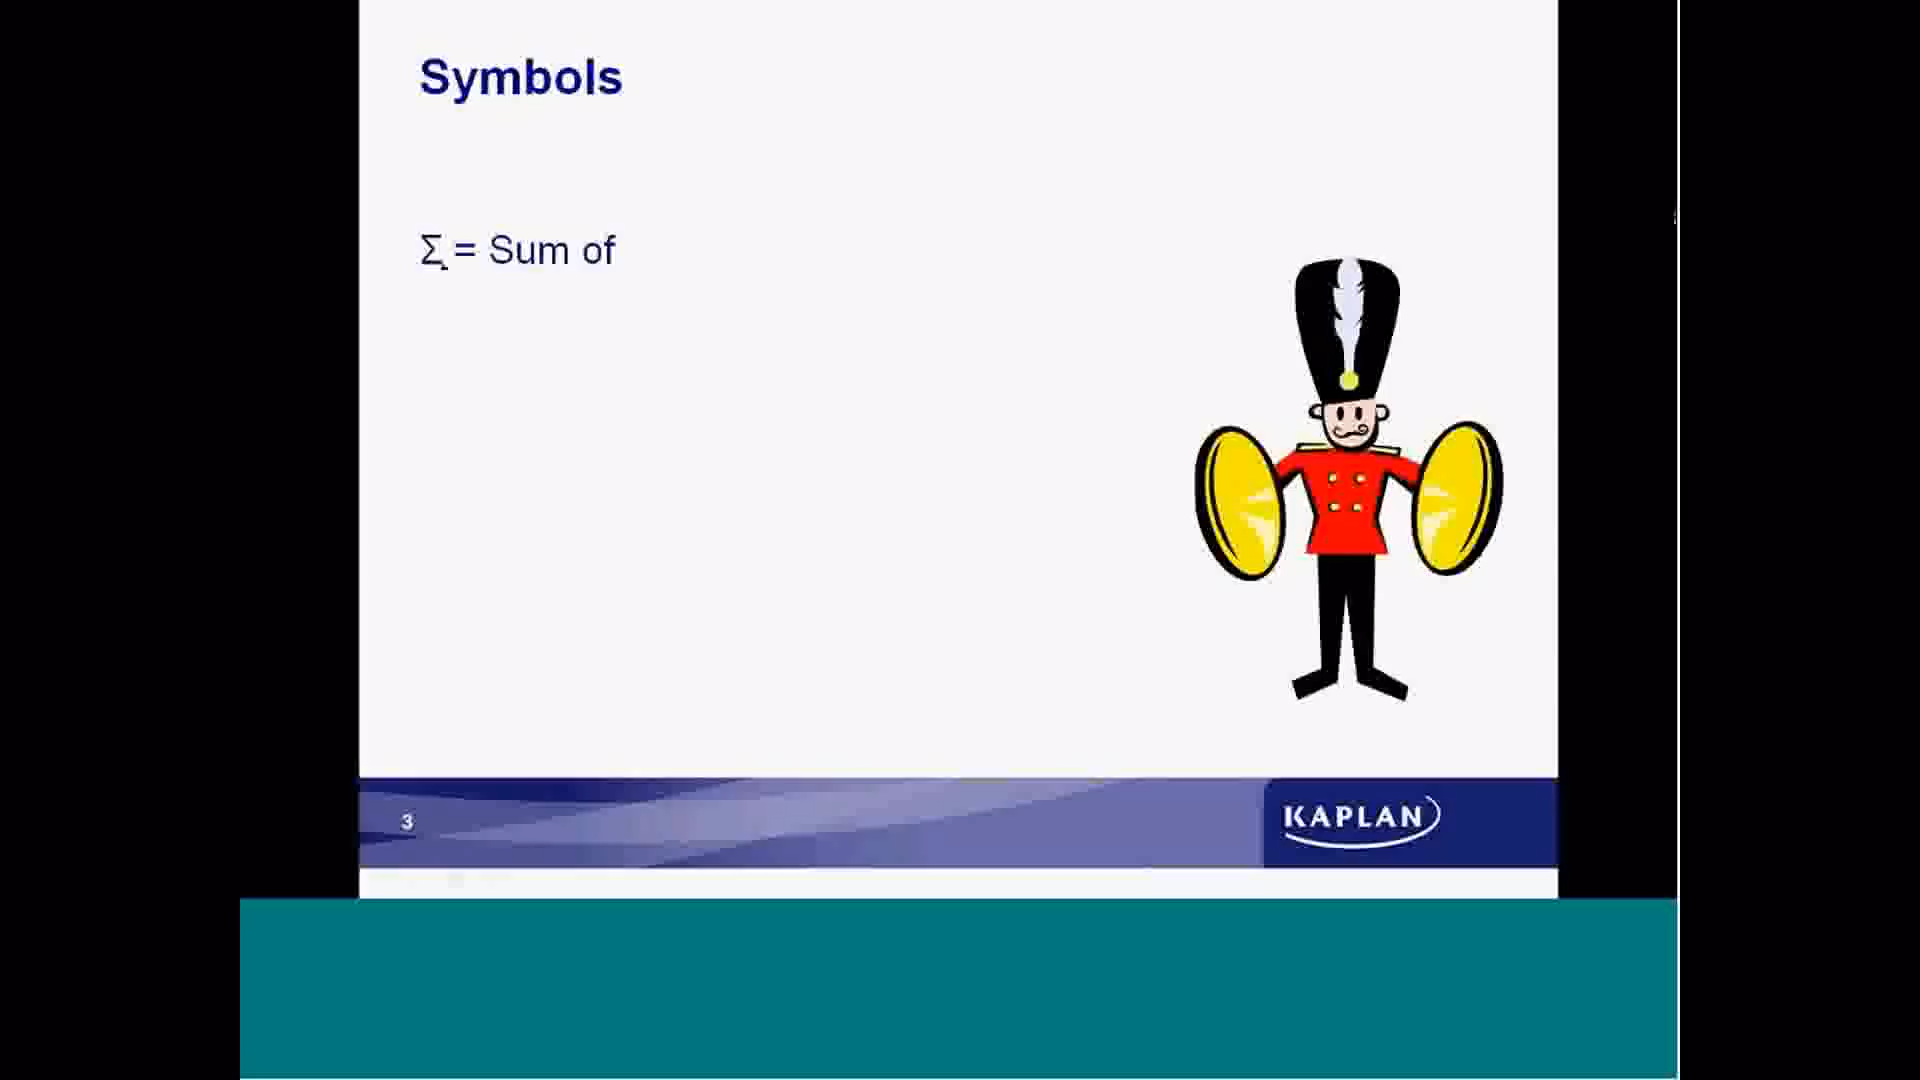 Symbols
Σ = Sum of
3
KAPLAN